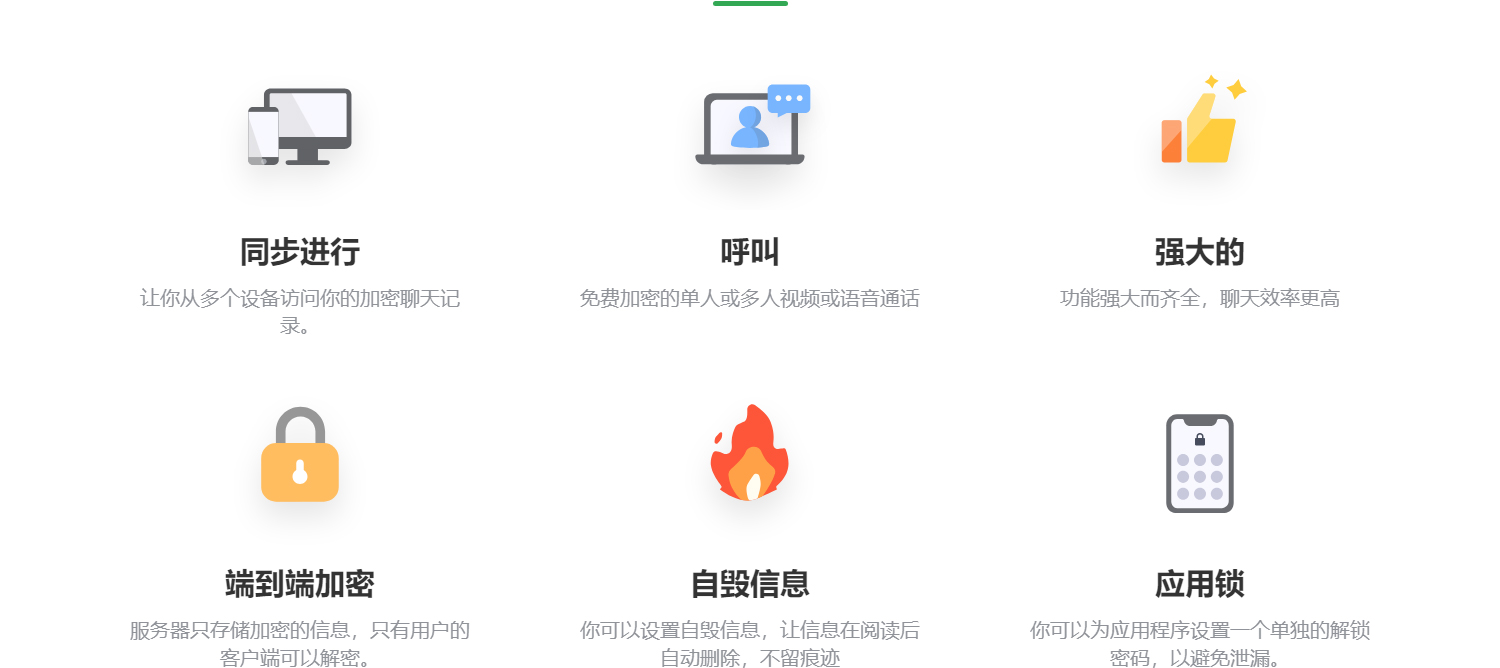 同步进行
让你从多个设备访问你的加密聊天记
录。
呼叫
免费加密的单人或多人视频或语音通话
强大的
功能强大而齐全，聊天效率更高
端到端加密
服务器只存储加密的信息，只有用户的
客户端可以解密。
自毁信息
你可以设置自毁信息，让信息在阅读后
自动删除，不留痕迹
应用锁
你可以为应用程序设置一个单独的解锁
密码，以避免泄漏。